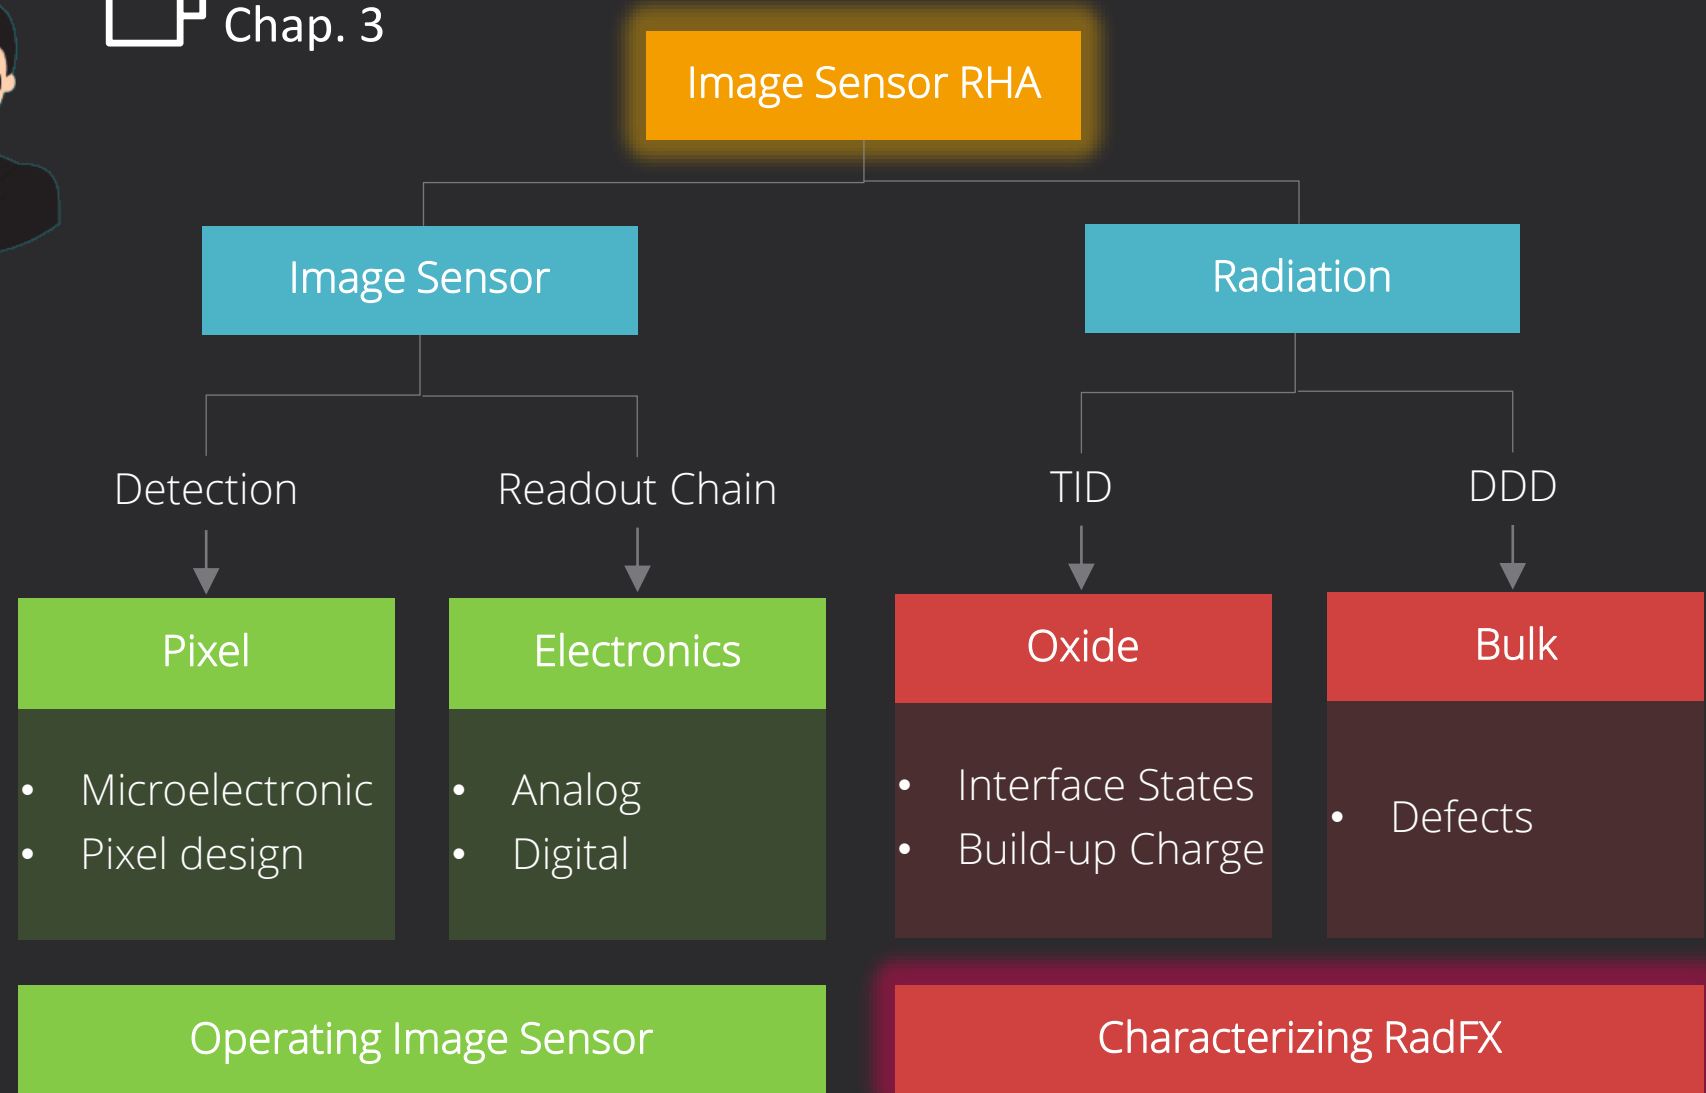 Chap. 3
Image Sensor RHA
Image Sensor
Radiation
Detection
Readout Chain
TID
DDD
Pixel
Electronics
Oxide
Bulk
• Microelectronic
• Pixel design
• Analog
• Digital
• Interface States
• Build-up Charge
• Defects
Operating Image Sensor
Characterizing RadFX